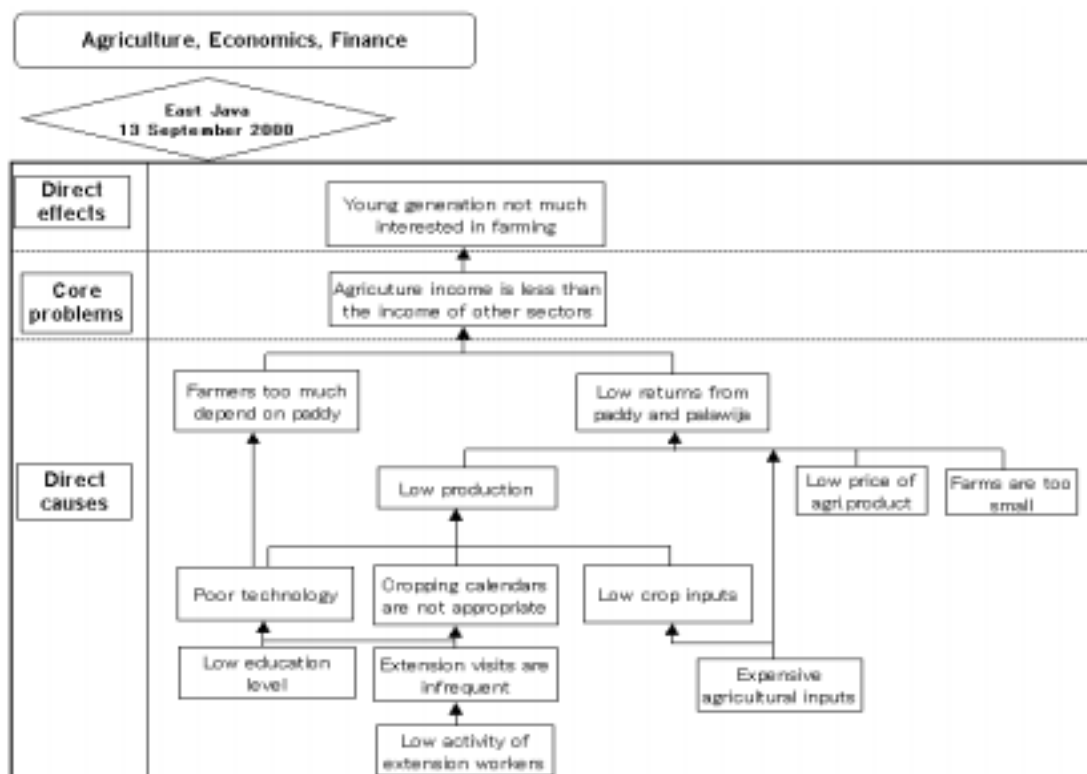 Agriculture, Economics, Finance
East Java
13 September 2000
Direct
effects
Young generation not much
interested in farming
Core
problems
Agricuture income is less than
the income of other sectors
Direct
causes
Farmers too much
depend on paddy
Low returns from
paddy and palawija
Low production
Low price of
agri.product
Farms are too
small
Poor technology
Cropping calendars
are not appropriate
Low crop inputs
Low education
level
Extension visits are
infrequent
Expensive
agricultural inputs
Low activity of
extension workers